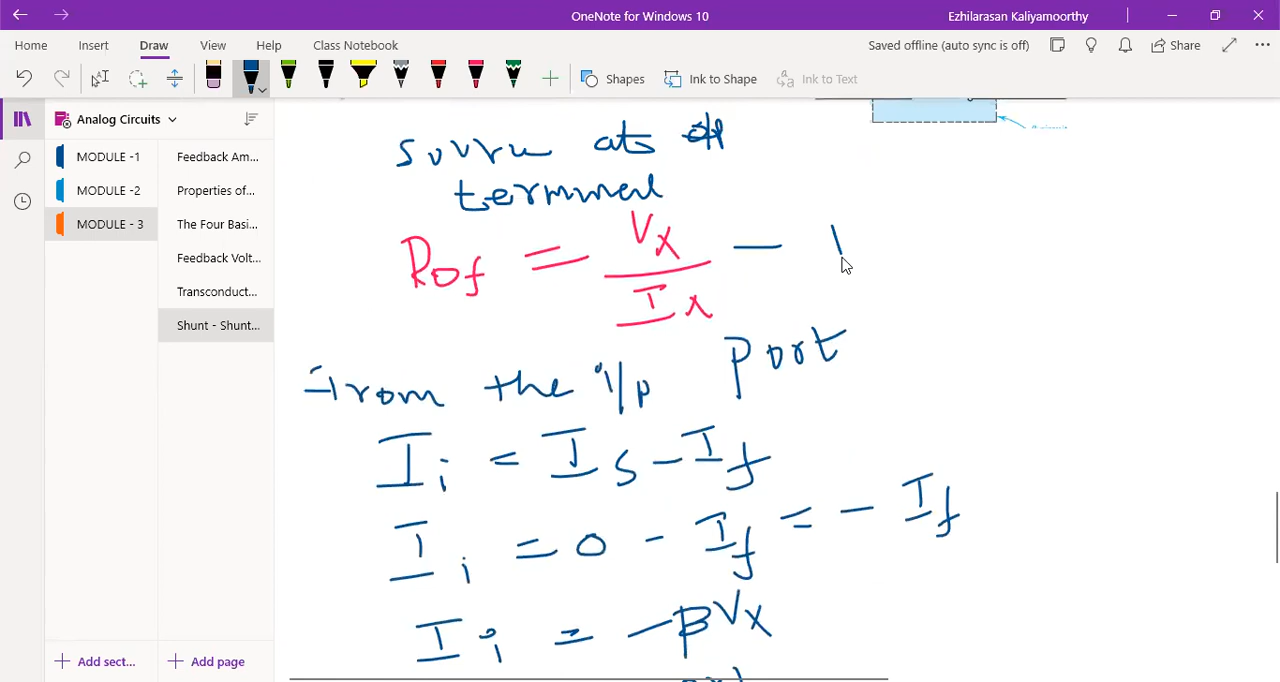 OneNote for Windows 10
Ezhilarasan Kaliyamoorthy
Home Insert Draw View Help Class Notebook
Saved offline (auto sync is off)
Share
Shapes
Ink to Shape
Ink to Text
Analog Circuits
MODULE -1
MODULE -2
MODULE - 3
Feedback Am...
Properties of...
The Four Basi...
Feedback Volt...
Transconduct...
Shunt - Shunt...
Add sect...
Add page
at
terminal
Rof = Vx / Ix — 1
From the i/p Port
Ii = Is - If
Ii = 0 - If = - If
Ii = -βVx